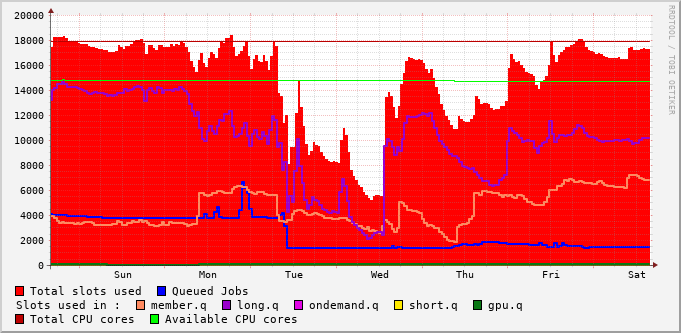 20000
18000
16000
14000
12000
10000
8000
6000
4000
2000
0
Sun Mon Tue Wed Thu Fri Sat
RRDTOOL / TOBI OETIKER
Total slots used Queued Jobs
Slots used in : member.q long.q ondemand.q short.q gpu.q
Total CPU cores Available CPU cores